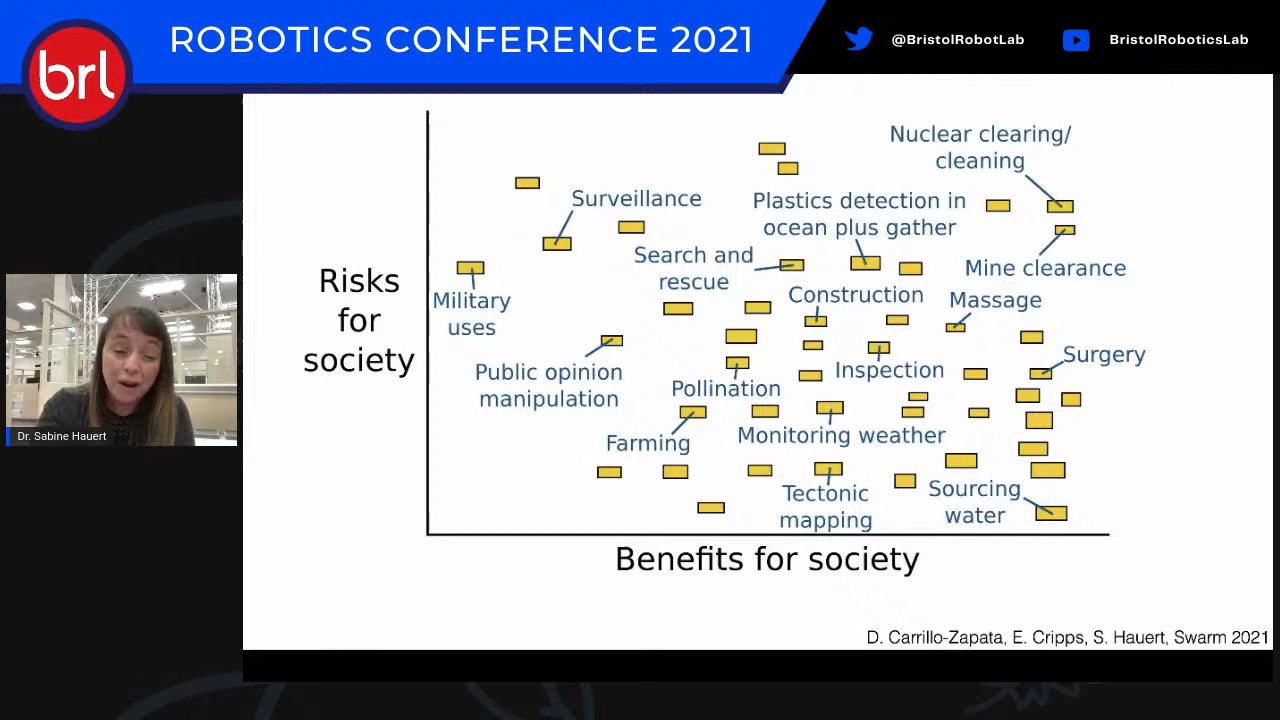 ROBOTICS CONFERENCE 2021
brl
@BristolRobotLab
BristolRoboticsLab
Nuclear clearing/
cleaning
Surveillance
Plastics detection in
ocean plus gather
Search and
rescue
Mine clearance
Risks
for
society
Military
uses
Construction
Massage
Public opinion
manipulation
Pollination
Inspection
Surgery
Farming
Monitoring weather
Tectonic
mapping
Sourcing
water
Benefits for society
D. Carrillo-Zapata, E. Cripps, S. Hauert, Swarm 2021
Dr. Sabine Hauert